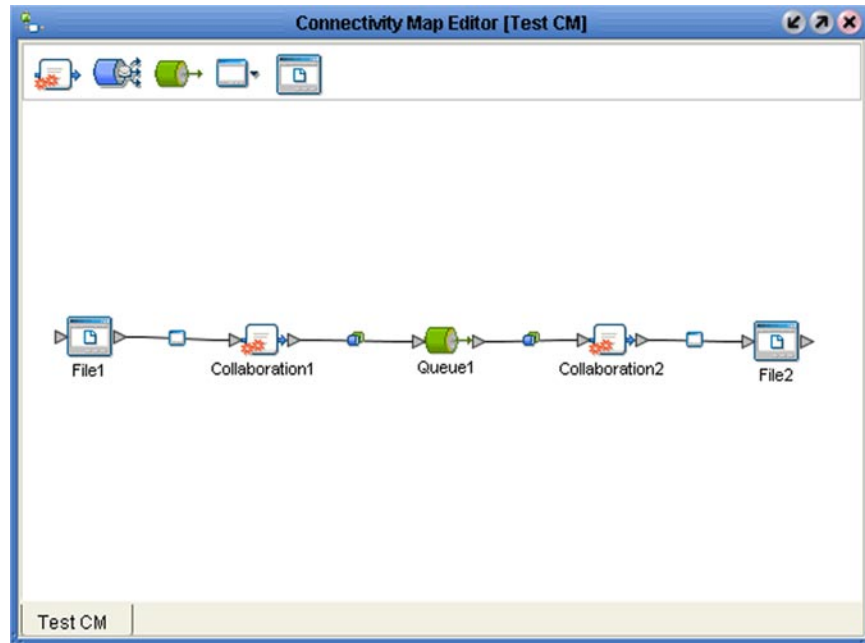 Connectivity Map Editor [Test CM]
File1
Collaboration1
Queue1
Collaboration2
File2
Test CM